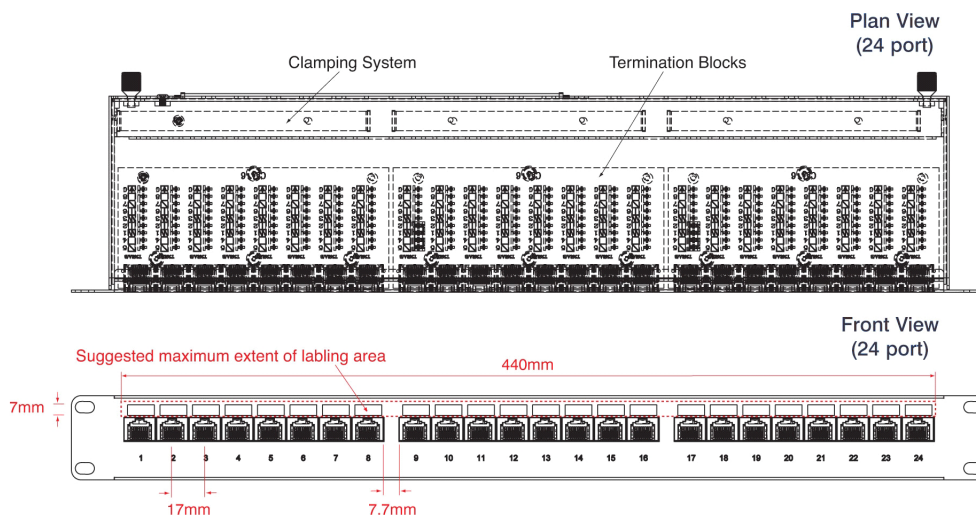 Plan View
(24 port)
Clamping System
Termination Blocks
Front View
(24 port)
Suggested maximum extent of labling area
440mm
7mm
1 2 3 4 5 6 7 8 9 10 11 12 13 14 15 16 17 18 19 20 21 22 23 24
17mm
7.7mm